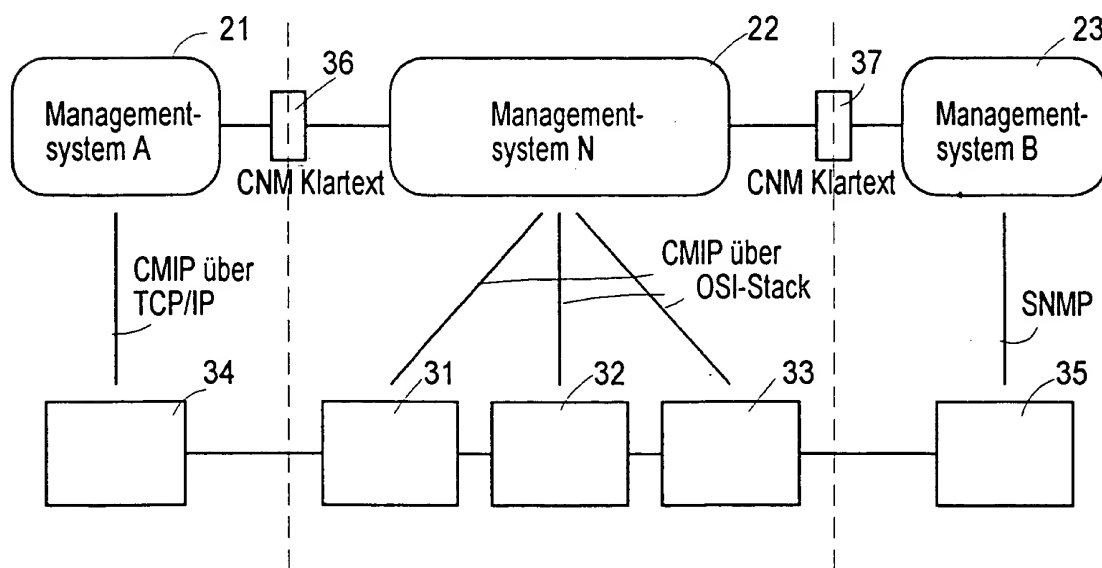 21
36
22
37
23
Management-
system A
Management-
system N
Management-
system B
CNM Klartext
CNM Klartext
CMIP über
TCP/IP
CMIP über
OSI-Stack
SNMP
34
31
32
33
35